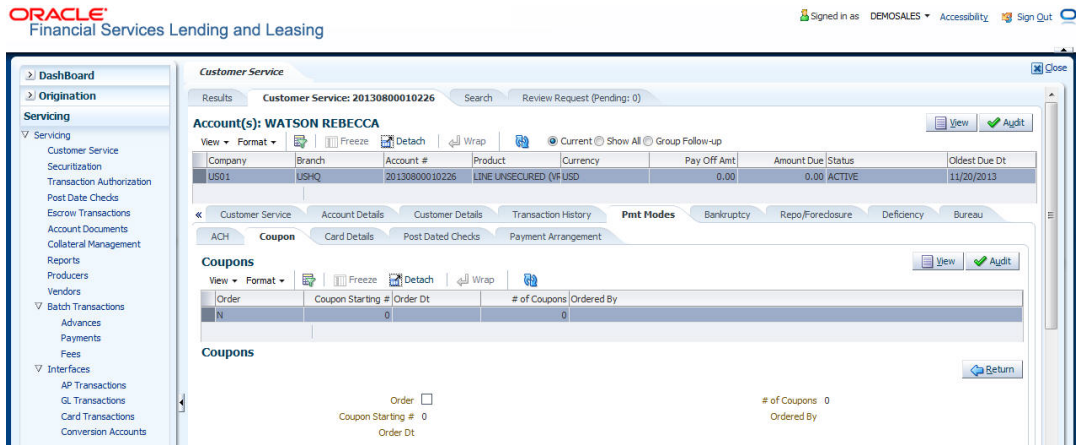 ORACLE
Financial Services Lending and Leasing
Signed in as DEMOSALES Accessibility Sign Out
Close
DashBoard
Origination
Servicing
Servicing
Customer Service
Securitization
Transaction Authorization
Post Date Checks
Escrow Transactions
Account Documents
Collateral Management
Reports
Producers
Vendors
Batch Transactions
Advances
Payments
Fees
Interfaces
AP Transactions
GL Transactions
Card Transactions
Conversion Accounts
Customer Service
Results Customer Service: 20130800010226 Search Review Request (Pending: 0)
Account(s): WATSON REBECCA
View Audit
View Format Freeze Detach Wrap Current Show All Group Follow-up
Company Branch Account # Product Currency Pay Off Amt Amount Due Status Oldest Due Dt
US01 USHQ 20130800010226 LINE UNSECURED (VR USD 0.00 0.00 ACTIVE 11/20/2013
« Customer Service Account Details Customer Details Transaction History Pmt Modes Bankruptcy Repo/Foreclosure Deficiency Bureau
ACH Coupon Card Details Post Dated Checks Payment Arrangement
Coupons
View Audit
View Format Freeze Detach Wrap
Order Coupon Starting # Order Dt # of Coupons Ordered By
N 0 0
Coupons
Return
Order # of Coupons 0
Coupon Starting # 0 Ordered By
Order Dt